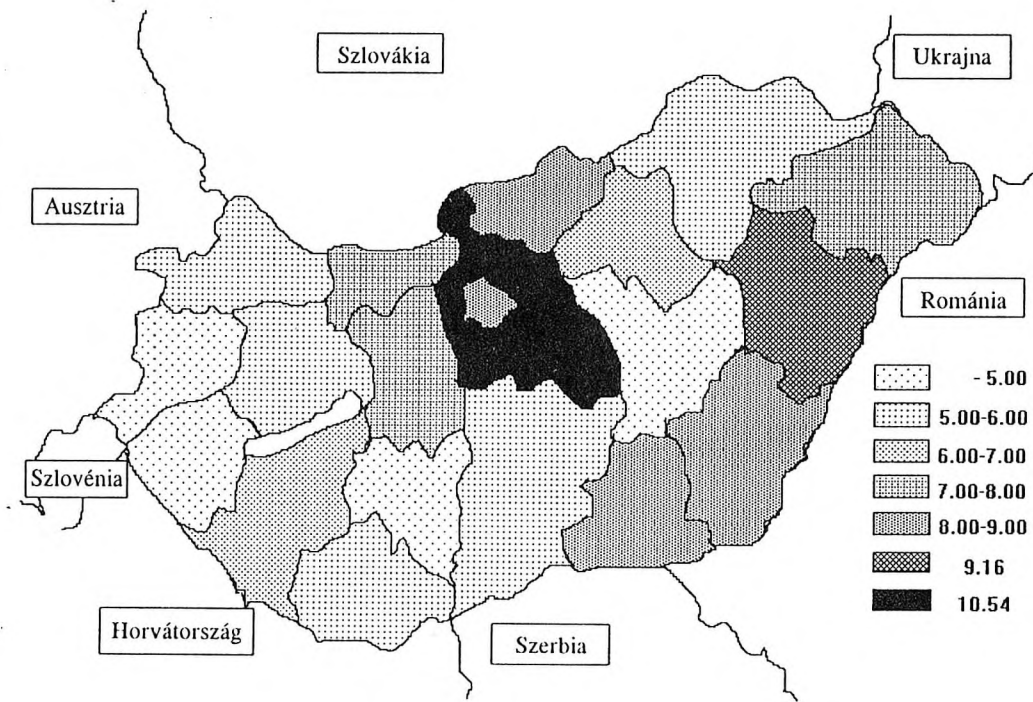 Szlovákia
Ukrajna
Ausztria
Románia
- 5.00
5.00-6.00
6.00-7.00
7.00-8.00
8.00-9.00
9.16
10.54
Szlovénia
Horvátország
Szerbia